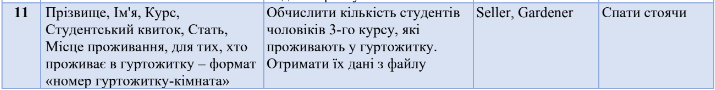 11 Прізвище, Ім'я, Курс, Обчислити кількість студентів Seller, Gardener Спати стоячи
Студентський квиток, Стать, чоловіків 3-го курсу, які
Місце проживання, для тих, хто проживають у гуртожитку.
проживає в гуртожитку – формат Отримати їх дані з файлу
«номер гуртожитку-кімната»